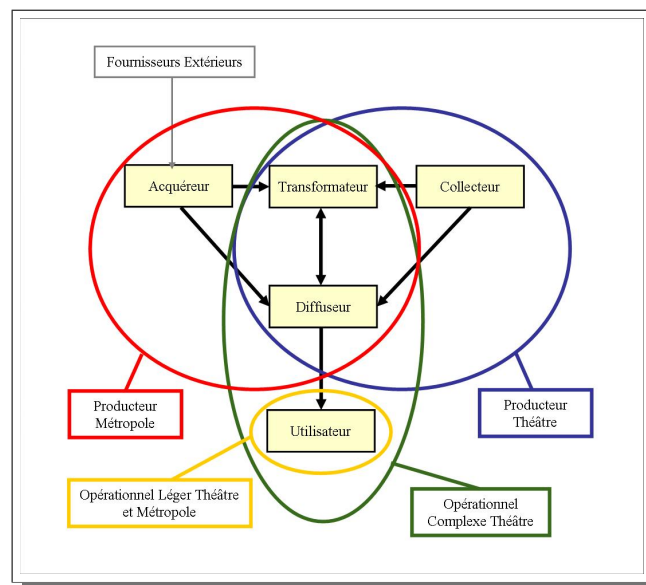 Fournisseurs Extérieurs
Acquéreur
Transformateur
Collecteur
Diffuseur
Producteur
Métropole
Producteur
Théâtre
Utilisateur
Opérationnel Léger Théâtre
et Métropole
Opérationnel
Complexe Théâtre